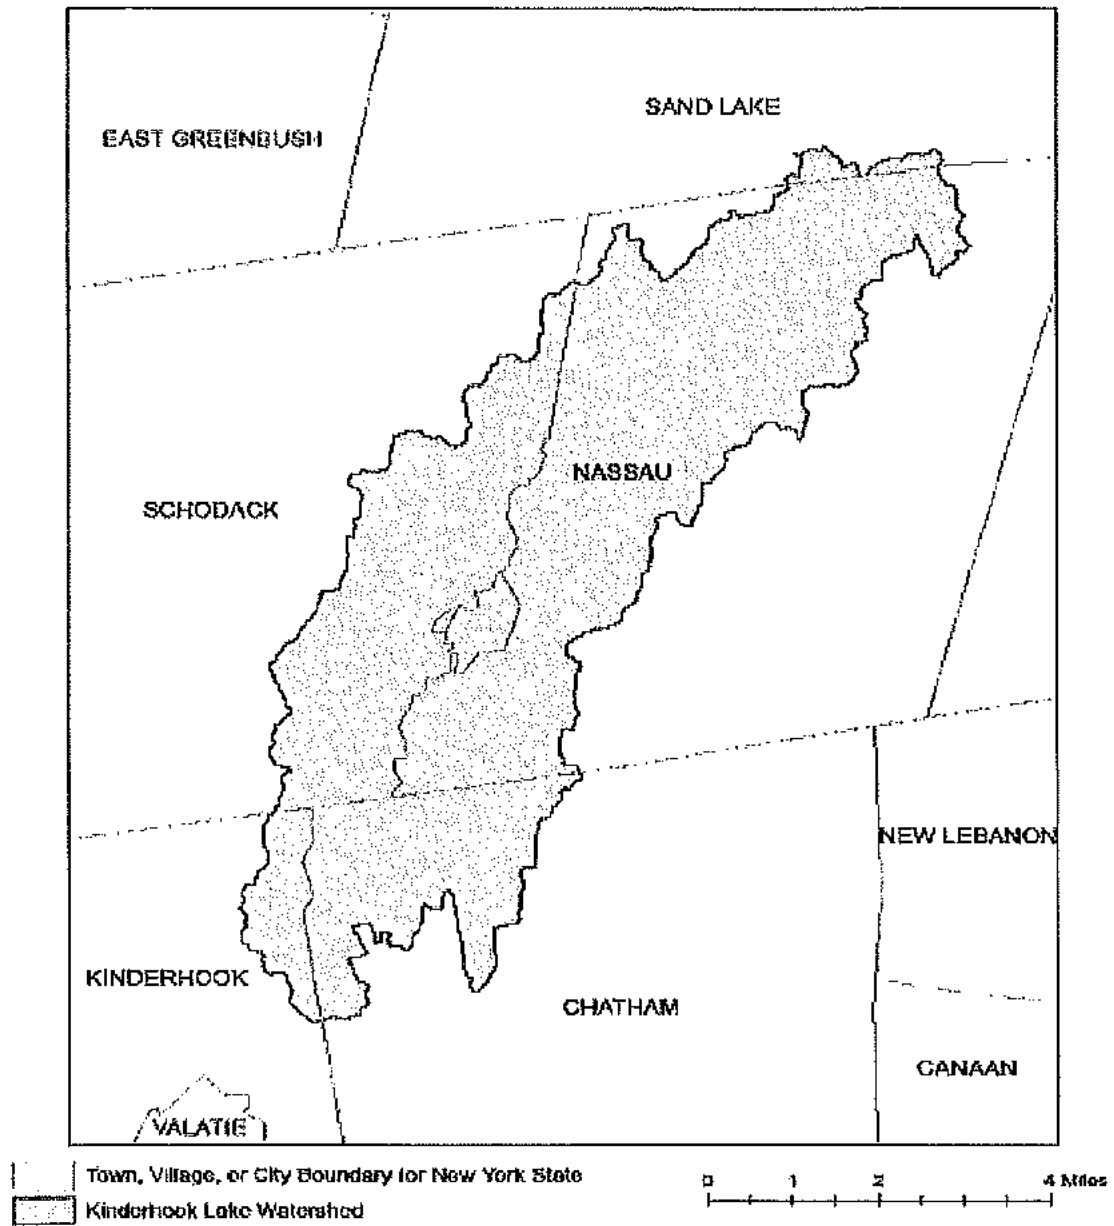 SAND LAKE
EAST GREENBUSH
NASSAU
SCHODACK
NEW LEBANON
KINDERHOOK
CHATHAM
CANAAN
VALATIE
Town, Village, or City Boundary for New York State
Kinderhook Lake Watershed
0 1 2 4 Miles